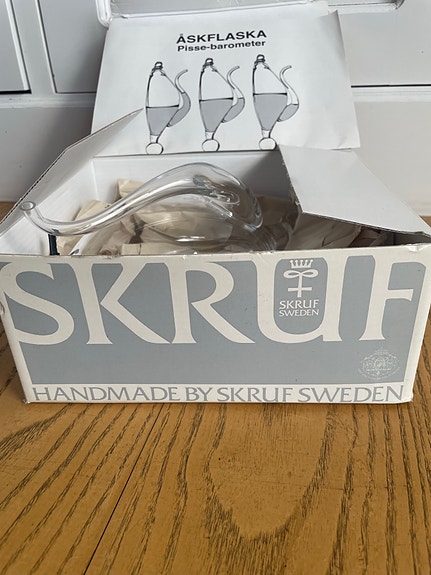 ÅSKFLASKA
Pisse-barometer
SKRUF
SKRUF
SWEDEN
HANDMADE BY SKRUF SWEDEN